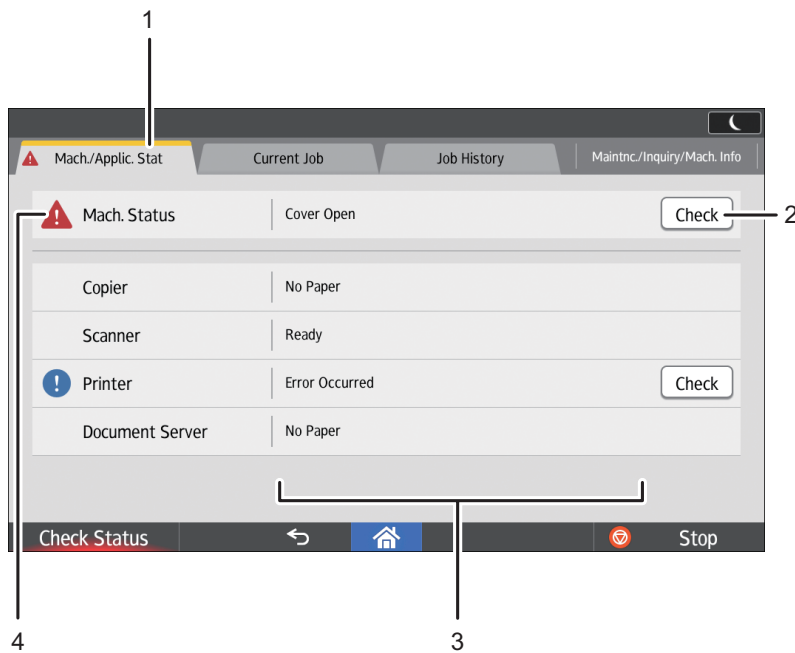 1
Mach./Applic. Stat Current Job Job History Maintnc./Inquiry/Mach. Info
Mach. Status Cover Open Check
2
Copier No Paper
Scanner Ready
Printer Error Occurred Check
Document Server No Paper
Check Status Stop
4 3